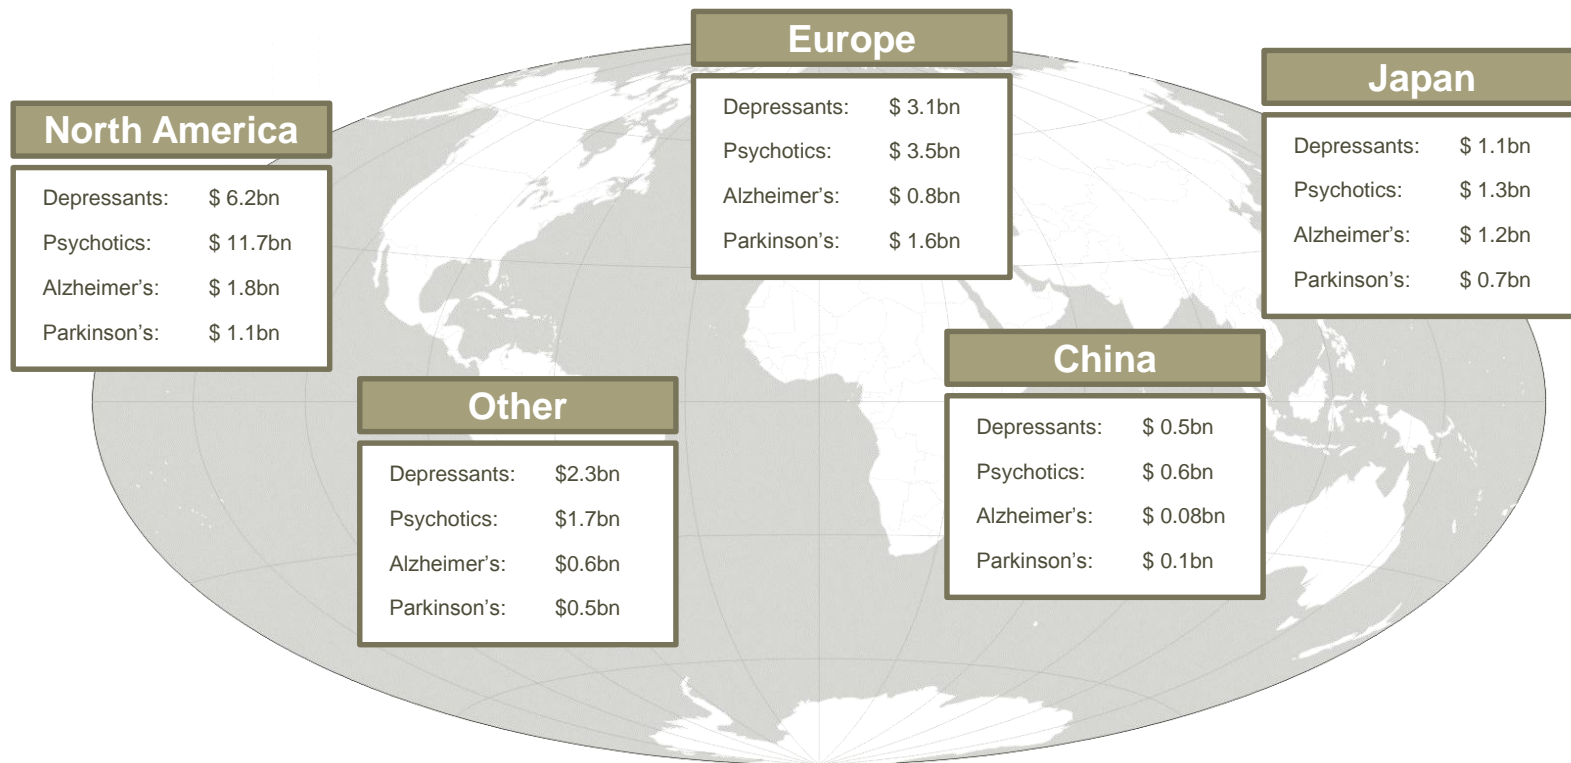 North America
Depressants: $ 6.2bn
Psychotics: $ 11.7bn
Alzheimer’s: $ 1.8bn
Parkinson’s: $ 1.1bn
Europe
Depressants: $ 3.1bn
Psychotics: $ 3.5bn
Alzheimer’s: $ 0.8bn
Parkinson’s: $ 1.6bn
Japan
Depressants: $ 1.1bn
Psychotics: $ 1.3bn
Alzheimer’s: $ 1.2bn
Parkinson’s: $ 0.7bn
Other
Depressants: $2.3bn
Psychotics: $1.7bn
Alzheimer’s: $0.6bn
Parkinson’s: $0.5bn
China
Depressants: $ 0.5bn
Psychotics: $ 0.6bn
Alzheimer’s: $ 0.08bn
Parkinson’s: $ 0.1bn